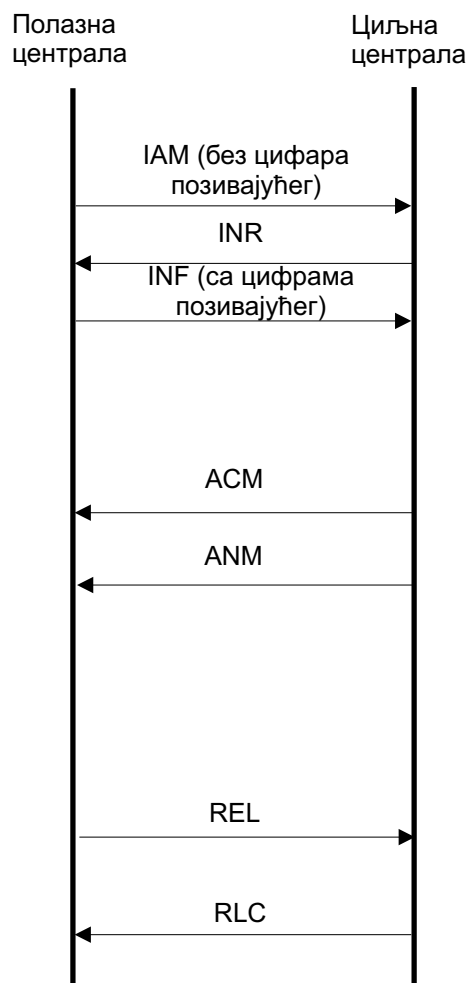 Полазна
централа
Циљна
централа
IAM (без цифара
позивајућег)
INR
INF (са цифрама
позивајућег)
ACM
ANM
REL
RLC